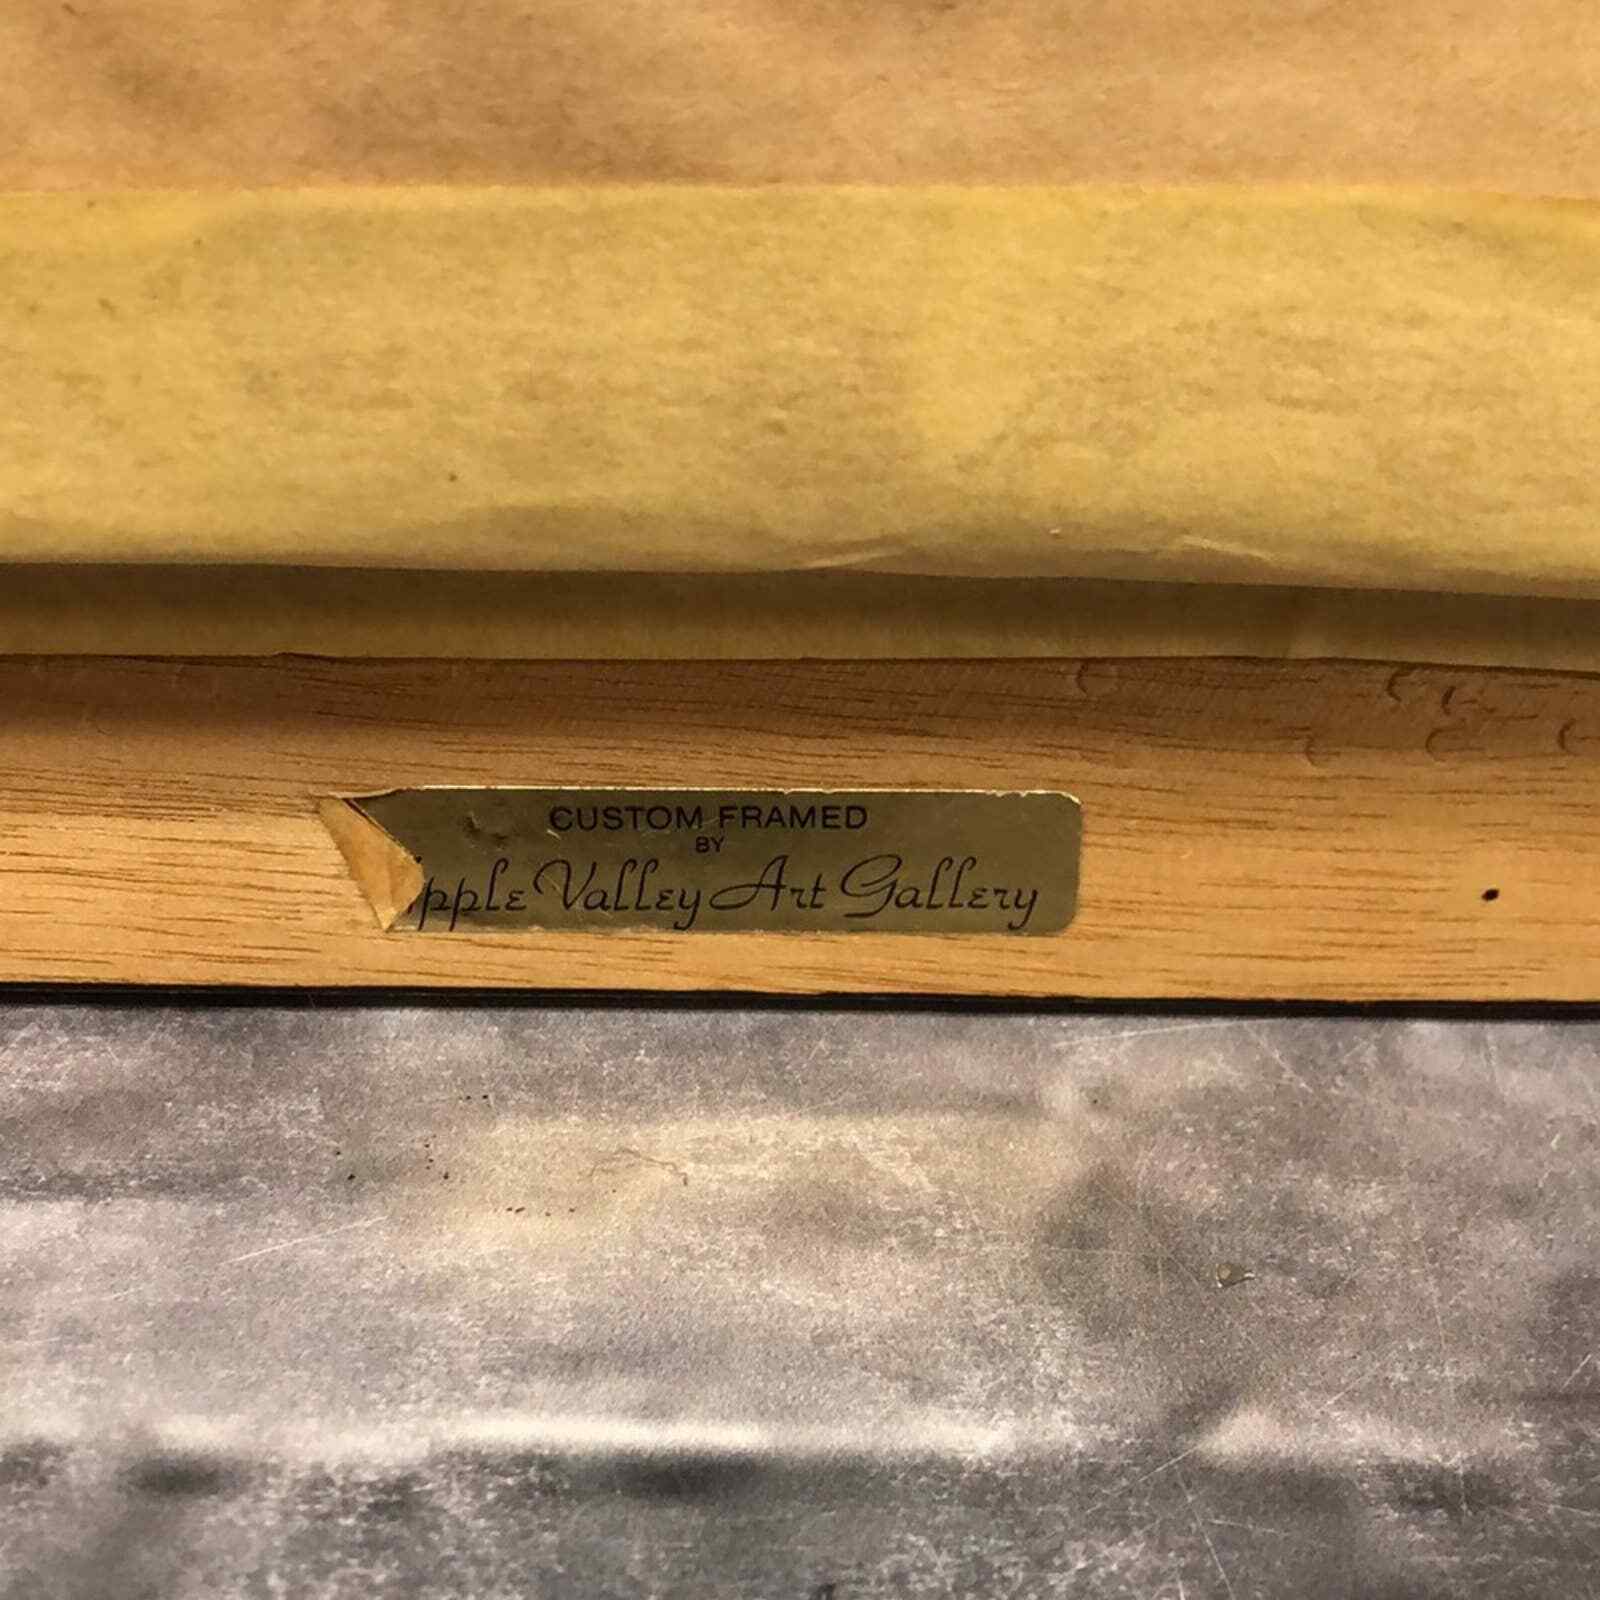 CUSTOM FRAMED
BY
pple Valley Art Gallery